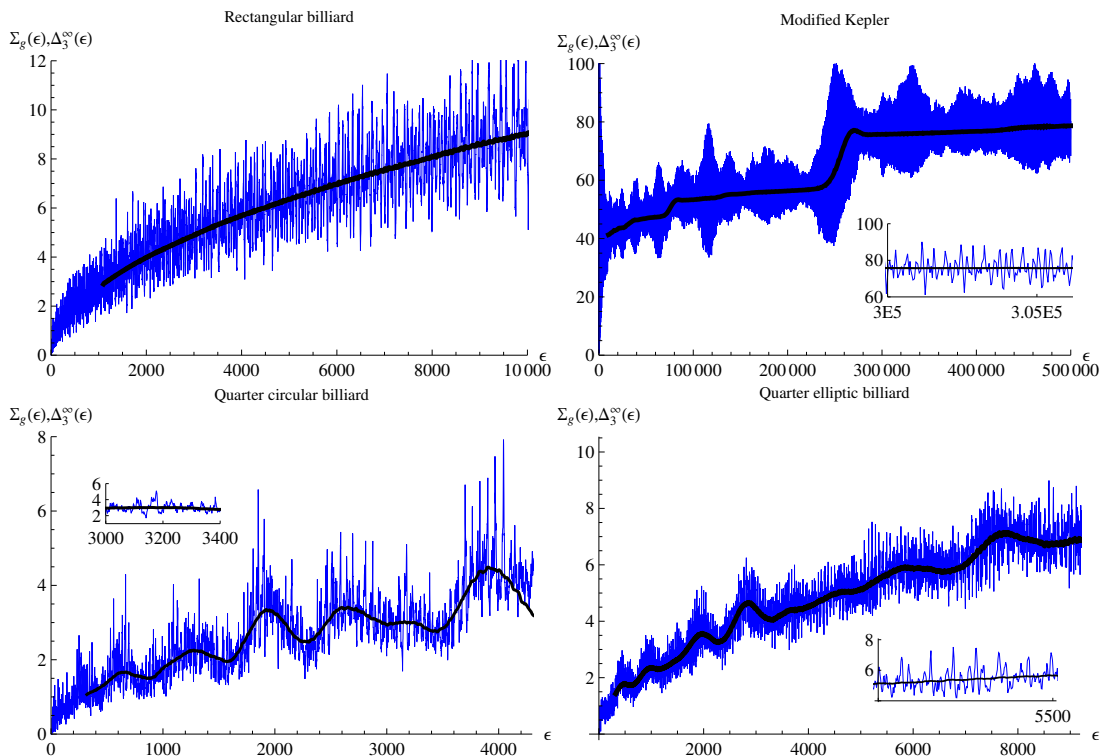 Rectangular billiard
Σg(ϵ),Δ3∞(ϵ)
12
10
8
6
4
2
0
0 2000 4000 6000 8000 10 000
ϵ
Modified Kepler
Σg(ϵ),Δ3∞(ϵ)
100
80
60
40
20
0
0 100 000 200 000 300 000 400 000 500 000
ϵ
100
80
60
3E5 3.05E5
Quarter circular billiard
Σg(ϵ),Δ3∞(ϵ)
8
6
4
2
0
0 1000 2000 3000 4000
ϵ
6
4
2
3000 3200 3400
Quarter elliptic billiard
Σg(ϵ),Δ3∞(ϵ)
10
8
6
4
2
0 2000 4000 6000 8000
ϵ
8
6
5500